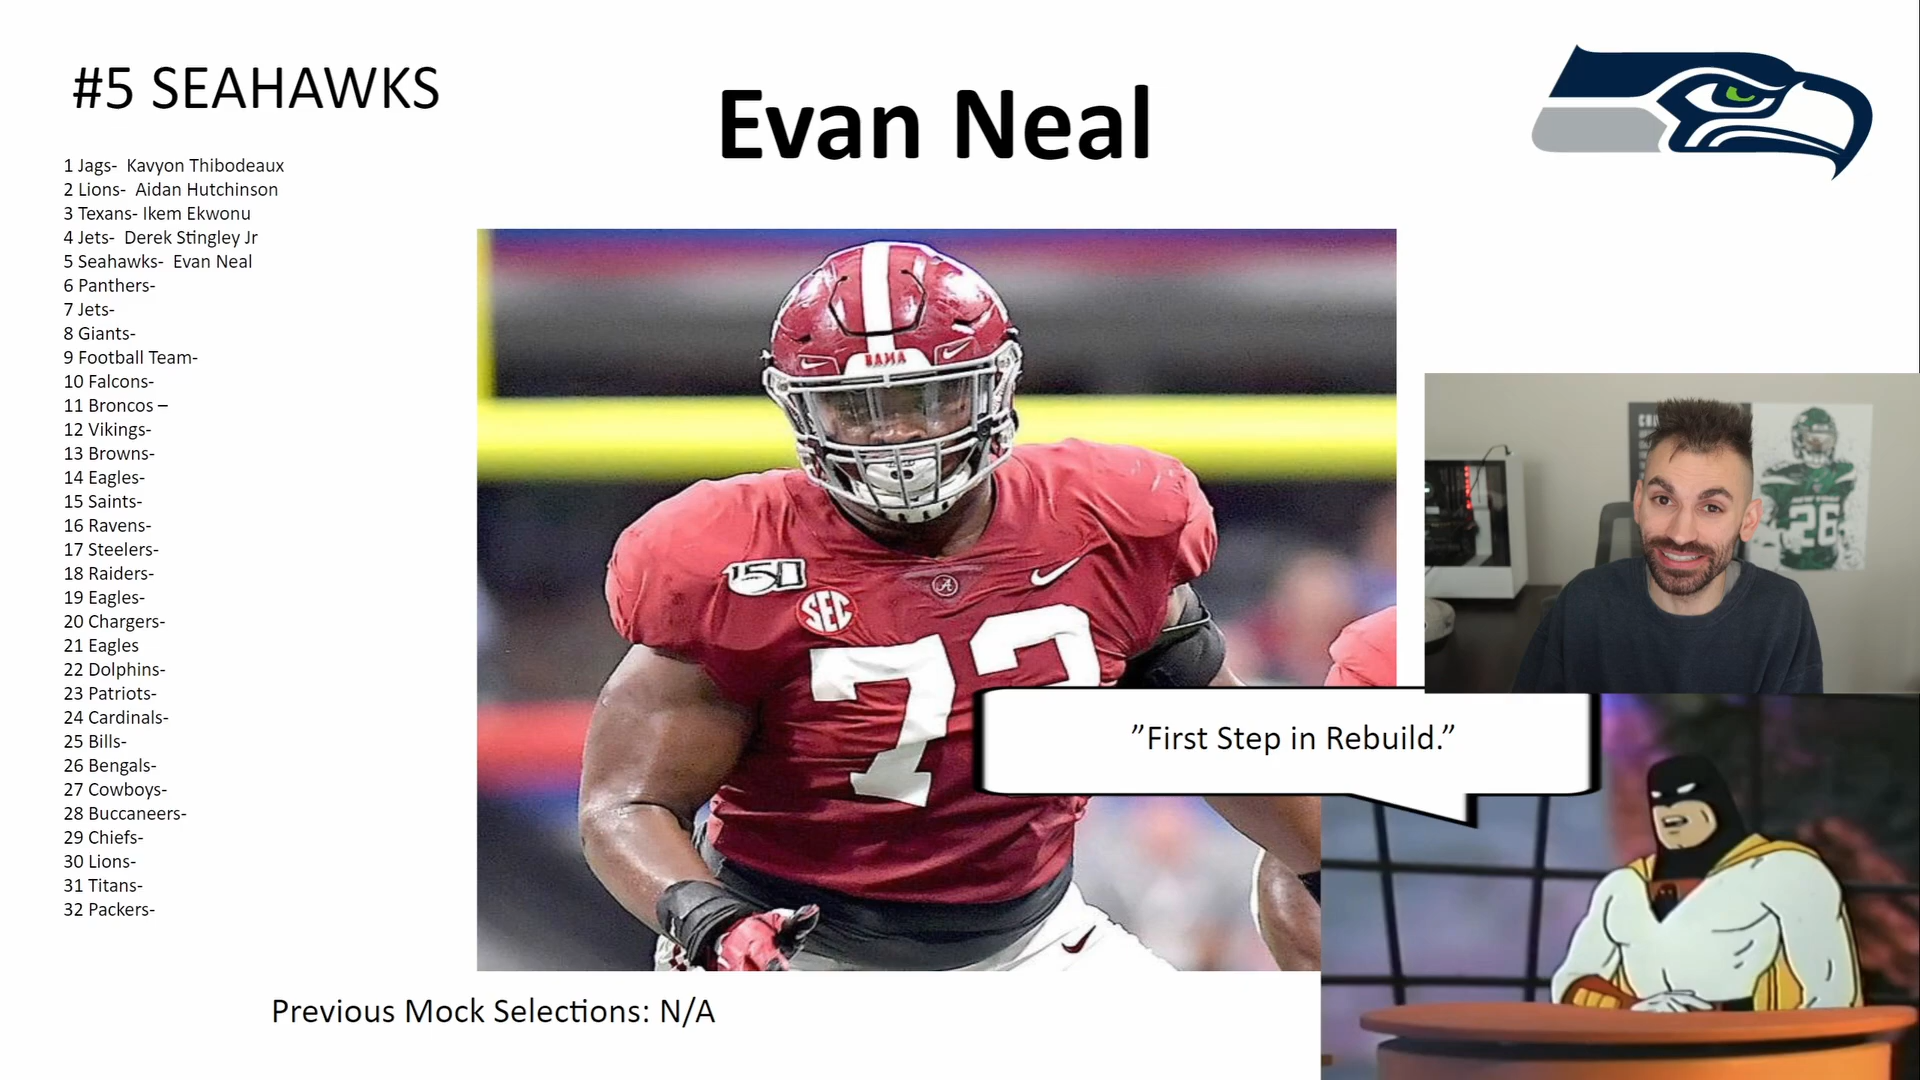 #5 SEAHAWKS
Evan Neal
1 Jags- Kavyon Thibodeaux
2 Lions- Aidan Hutchinson
3 Texans- Ikem Ekwonu
4 Jets- Derek Stingley Jr
5 Seahawks- Evan Neal
6 Panthers-
7 Jets-
8 Giants-
9 Football Team-
10 Falcons-
11 Broncos –
12 Vikings-
13 Browns-
14 Eagles-
15 Saints-
16 Ravens-
17 Steelers-
18 Raiders-
19 Eagles-
20 Chargers-
21 Eagles
22 Dolphins-
23 Patriots-
24 Cardinals-
25 Bills-
26 Bengals-
27 Cowboys-
28 Buccaneers-
29 Chiefs-
30 Lions-
31 Titans-
32 Packers-
BAMA
150
SEC
A
73
NEW YORK
26
”First Step in Rebuild.”
Previous Mock Selections: N/A